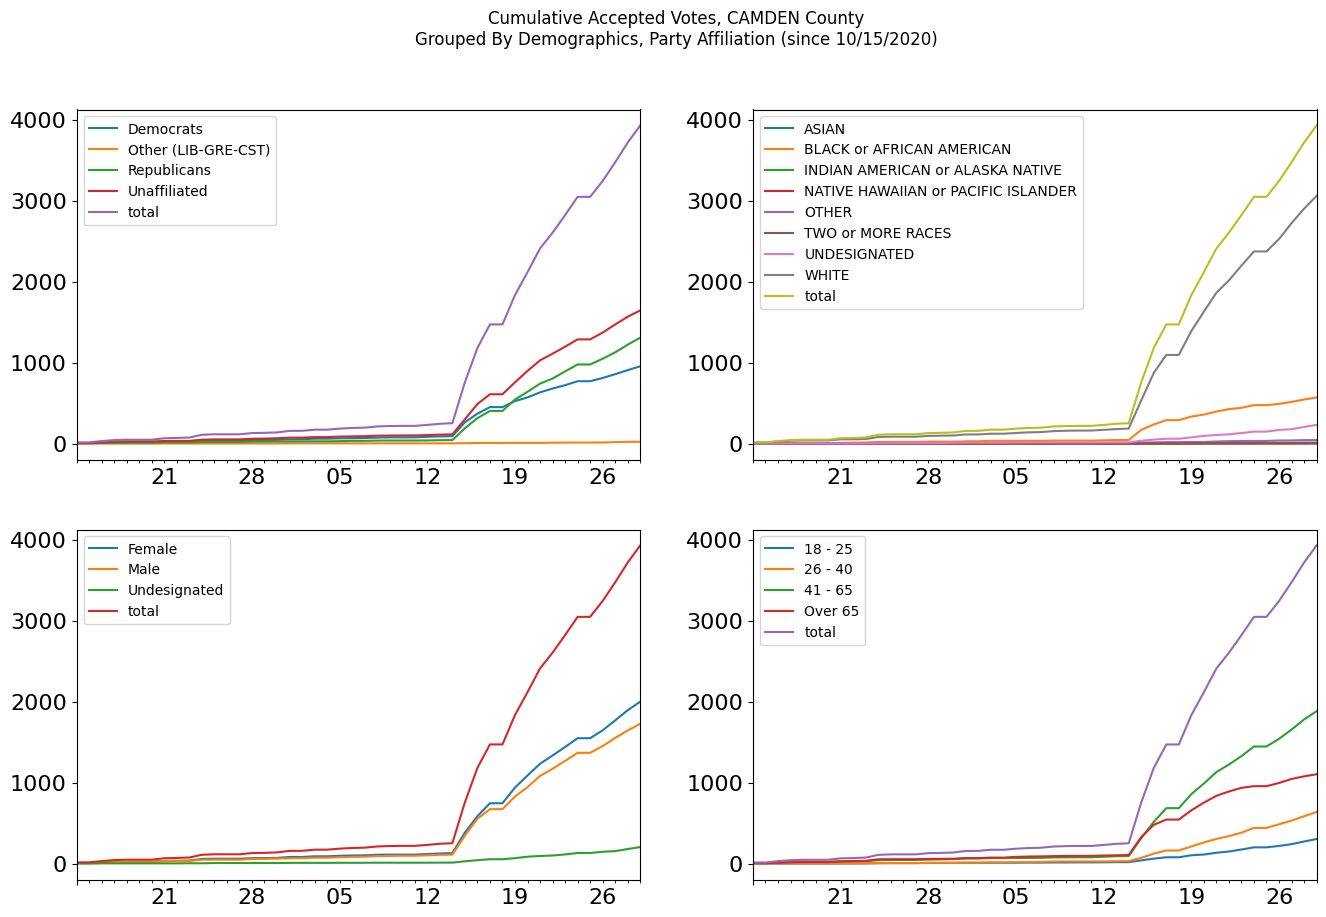 Cumulative Accepted Votes, CAMDEN County
Grouped By Demographics, Party Affiliation (since 10/15/2020)
4000
3000
2000
1000
0
Democrats
Other (LIB-GRE-CST)
Republicans
Unaffiliated
total
21 28 05 12 19 26
4000
3000
2000
1000
0
ASIAN
BLACK or AFRICAN AMERICAN
INDIAN AMERICAN or ALASKA NATIVE
NATIVE HAWAIIAN or PACIFIC ISLANDER
OTHER
TWO or MORE RACES
UNDESIGNATED
WHITE
total
21 28 05 12 19 26
4000
3000
2000
1000
0
Female
Male
Undesignated
total
21 28 05 12 19 26
4000
3000
2000
1000
0
18 - 25
26 - 40
41 - 65
Over 65
total
21 28 05 12 19 26